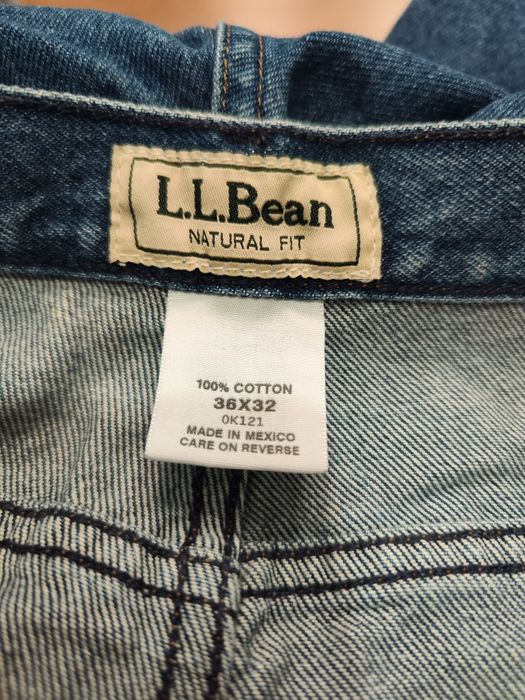 L.L.Bean
NATURAL FIT
100% COTTON
36X32
0K121
MADE IN MEXICO
CARE ON REVERSE